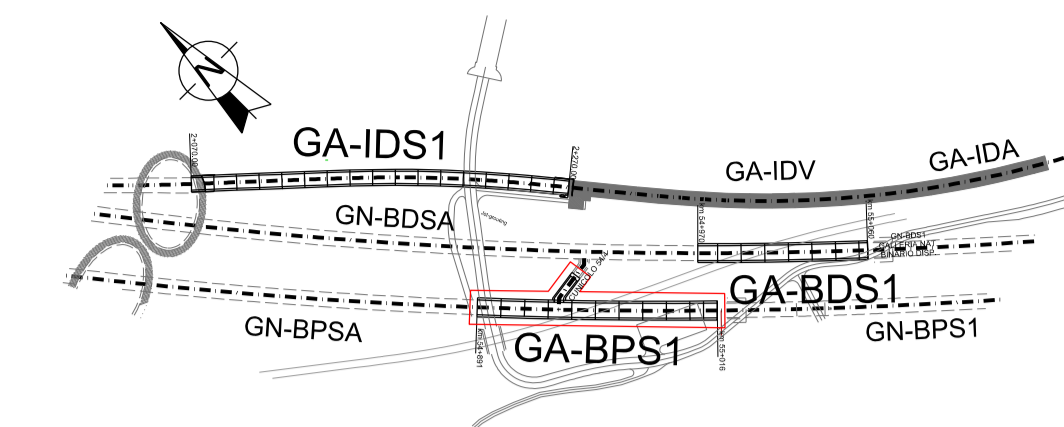 N
2+070.00
GA-IDS1
2+270.00
GA-IDV
GA-IDA
GN-BDSA
km 54+970
km 55+060
GN-BDS1
GALLERIA NAT.
BINARIO DISP.
GA-BDS1
GN-BPSA
km 54+891
GA-BPS1
km 55+016
GN-BPS1